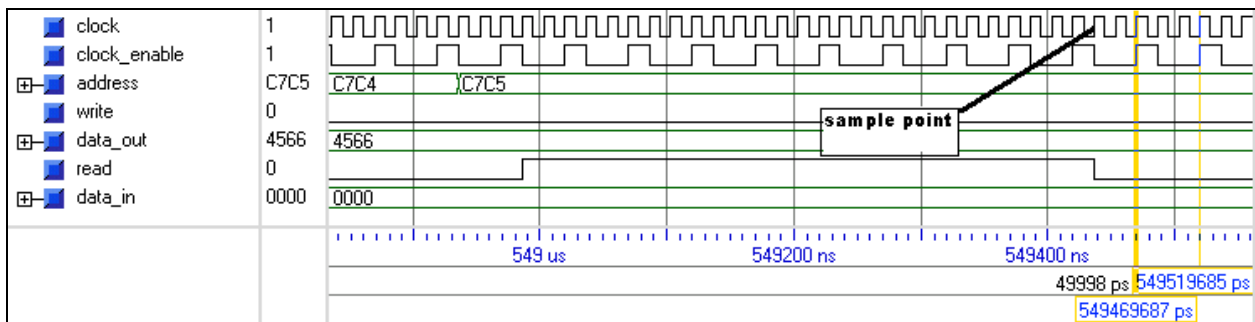 clock 1
clock_enable 1
address C7C5 C7C4 C7C5
write 0
sample point
data_out 4566 4566
read 0
data_in 0000 0000
549 us 549200 ns 549400 ns
49998 ps 549519685 ps
549469687 ps